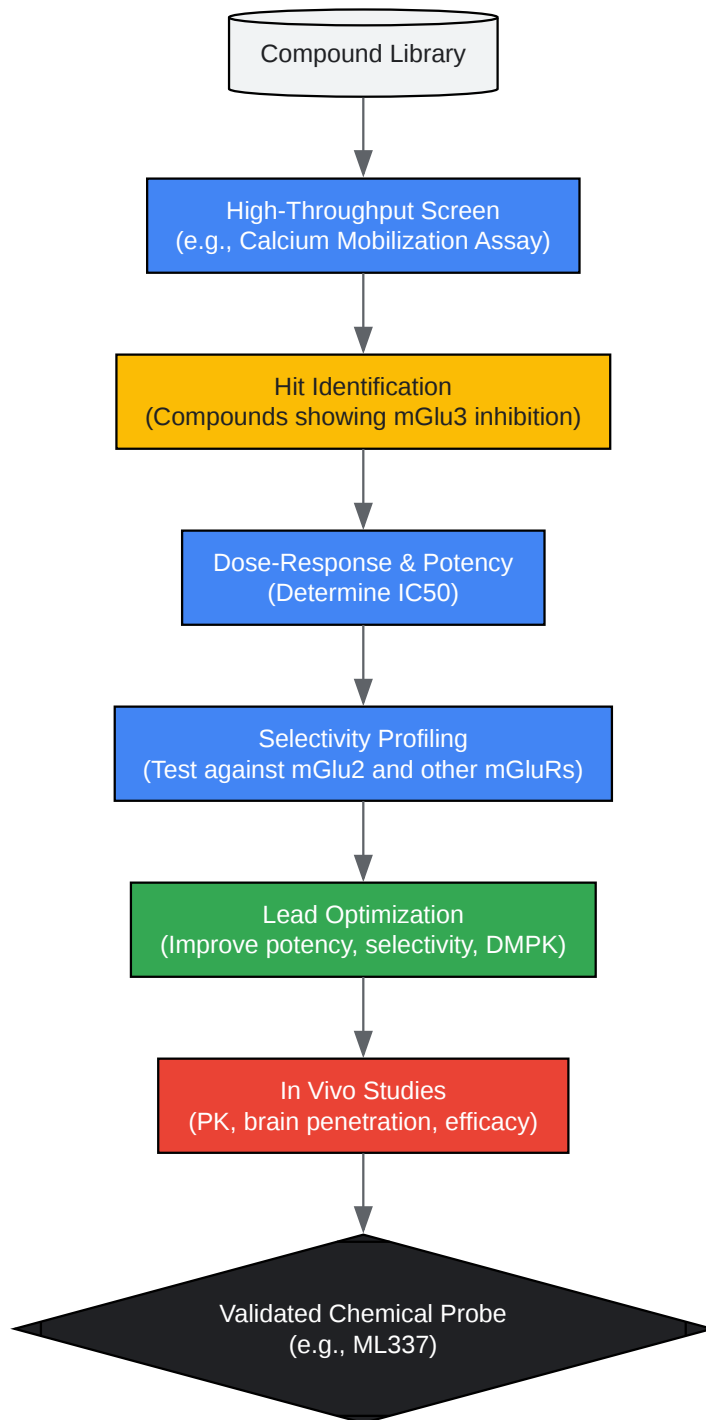 Compound Library
High-Throughput Screen
(e.g., Calcium Mobilization Assay)
Hit Identification
(Compounds showing mGlu3 inhibition)
Dose-Response & Potency
(Determine IC50)
Selectivity Profiling
(Test against mGlu2 and other mGluRs)
Lead Optimization
(Improve potency, selectivity, DMPK)
In Vivo Studies
(PK, brain penetration, efficacy)
Validated Chemical Probe
(e.g., ML337)